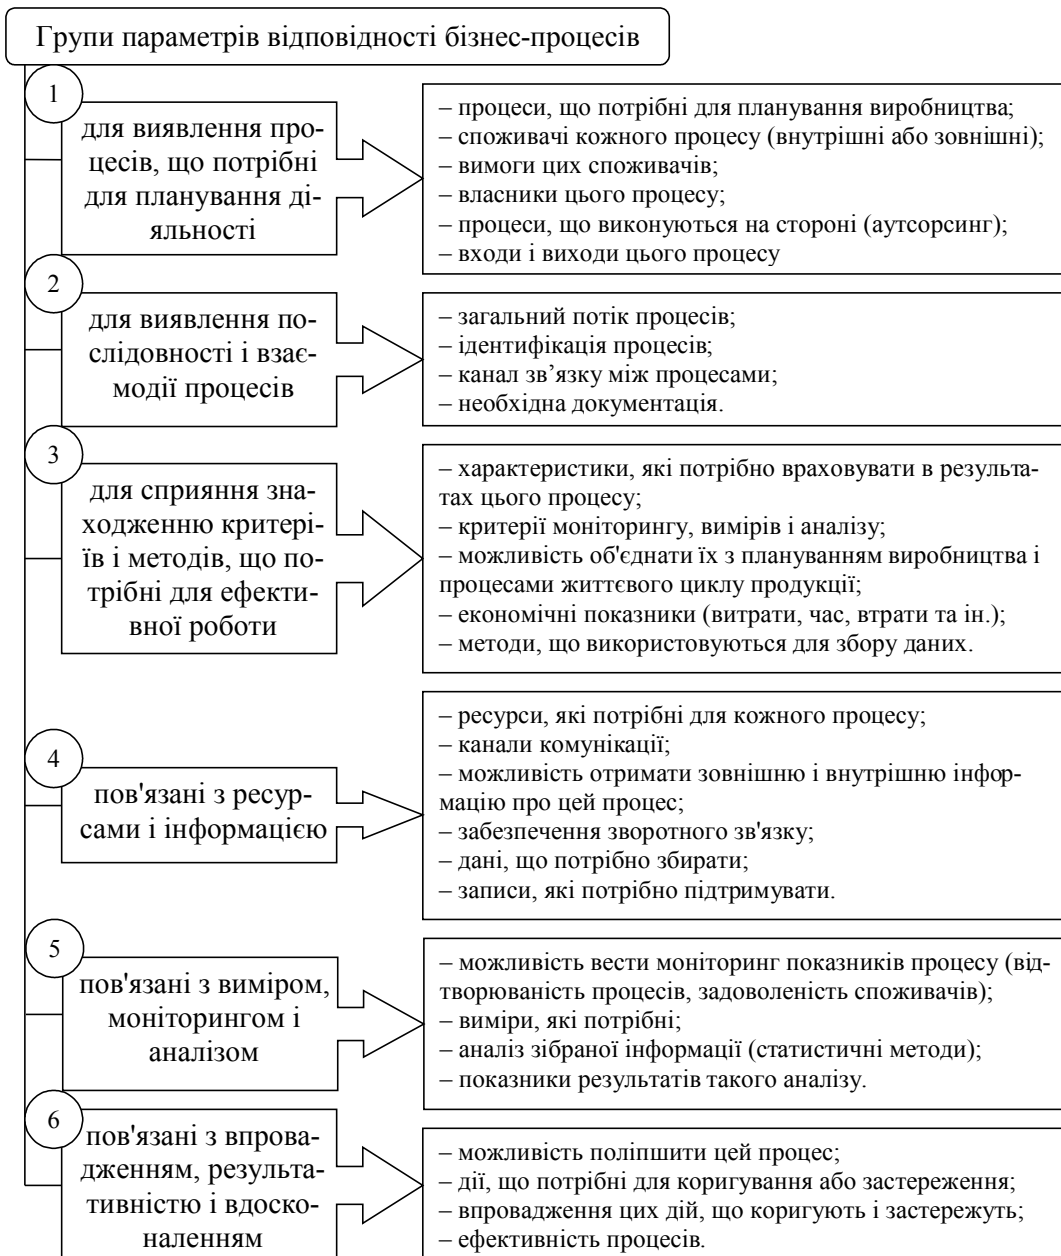 Групи параметрів відповідності бізнес-процесів
1
для виявлення про-
цесів, що потрібні
для планування ді-
яльності
– процеси, що потрібні для планування виробництва;
– споживачі кожного процесу (внутрішні або зовнішні);
– вимоги цих споживачів;
– власники цього процесу;
– процеси, що виконуються на стороні (аутсорсинг);
– входи і виходи цього процесу
2
для виявлення по-
слідовності і взає-
модії процесів
– загальний потік процесів;
– ідентифікація процесів;
– канал зв’язку між процесами;
– необхідна документація.
3
для сприяння зна-
ходженню критері-
їв і методів, що по-
трібні для ефекти-
вної роботи
– характеристики, які потрібно враховувати в результа-
тах цього процесу;
– критерії моніторингу, вимірів і аналізу;
– можливість об'єднати їх з плануванням виробництва і
процесами життєвого циклу продукції;
– економічні показники (витрати, час, втрати та ін.);
– методи, що використовуються для збору даних.
4
пов'язані з ресур-
сами і інформацією
– ресурси, які потрібні для кожного процесу;
– канали комунікації;
– можливість отримати зовнішню і внутрішню інфор-
мацію про цей процес;
– забезпечення зворотного зв'язку;
– дані, що потрібно збирати;
– записи, які потрібно підтримувати.
5
пов'язані з виміром,
моніторингом і
аналізом
– можливість вести моніторинг показників процесу (від-
творюваність процесів, задоволеність споживачів);
– виміри, які потрібні;
– аналіз зібраної інформації (статистичні методи);
– показники результатів такого аналізу.
6
пов'язані з впрова-
дженням, результа-
тивністю і вдоско-
наленням
– можливість поліпшити цей процес;
– дії, що потрібні для коригування або застереження;
– впровадження цих дій, що коригують і застережуть;
– ефективність процесів.